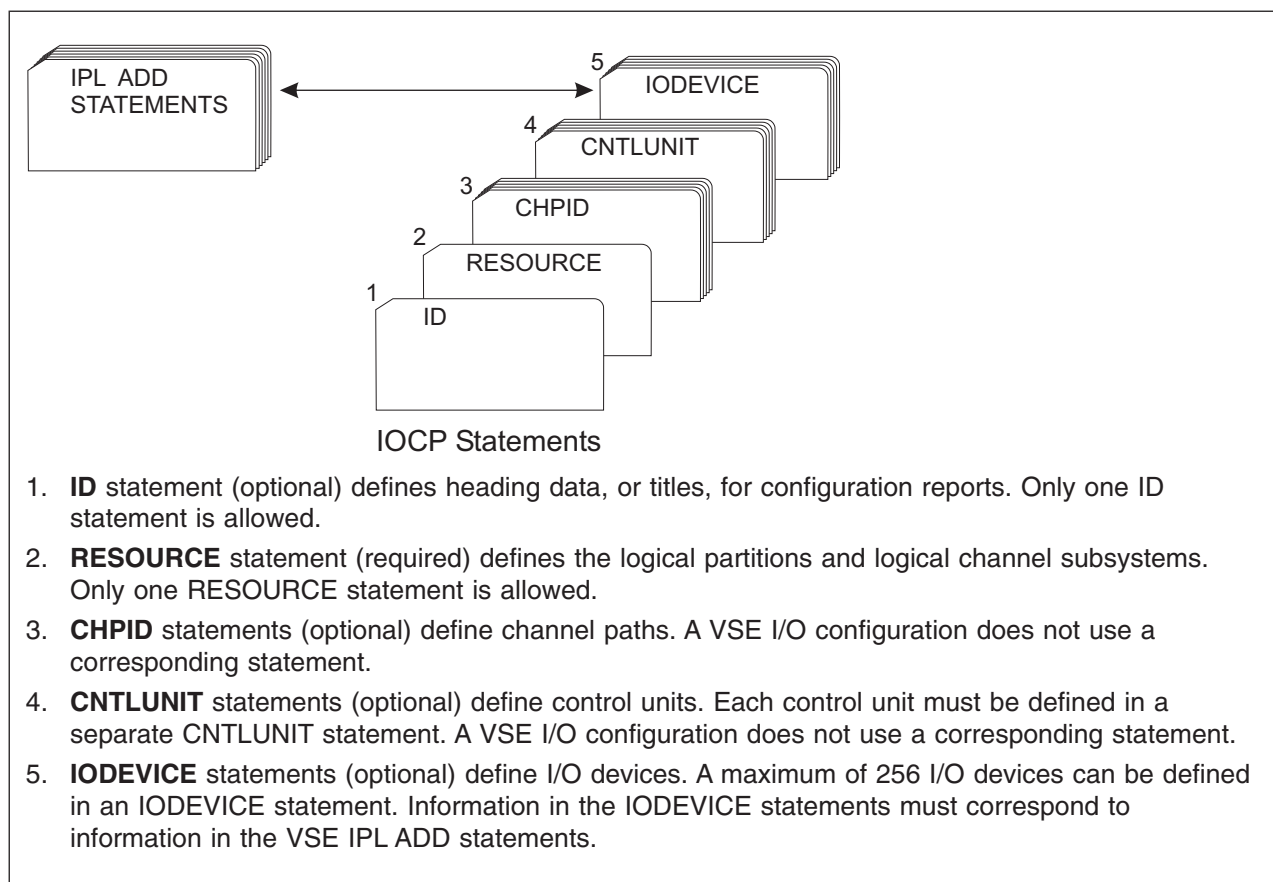 IPL ADD
STATEMENTS
5
IODEVICE
4
CNTLUNIT
3
CHPID
2
RESOURCE
1
ID
IOCP Statements
1. ID statement (optional) defines heading data, or titles, for configuration reports. Only one ID
statement is allowed.
2. RESOURCE statement (required) defines the logical partitions and logical channel subsystems.
Only one RESOURCE statement is allowed.
3. CHPID statements (optional) define channel paths. A VSE I/O configuration does not use a
corresponding statement.
4. CNTLUNIT statements (optional) define control units. Each control unit must be defined in a
separate CNTLUNIT statement. A VSE I/O configuration does not use a corresponding statement.
5. IODEVICE statements (optional) define I/O devices. A maximum of 256 I/O devices can be defined
in an IODEVICE statement. Information in the IODEVICE statements must correspond to
information in the VSE IPL ADD statements.